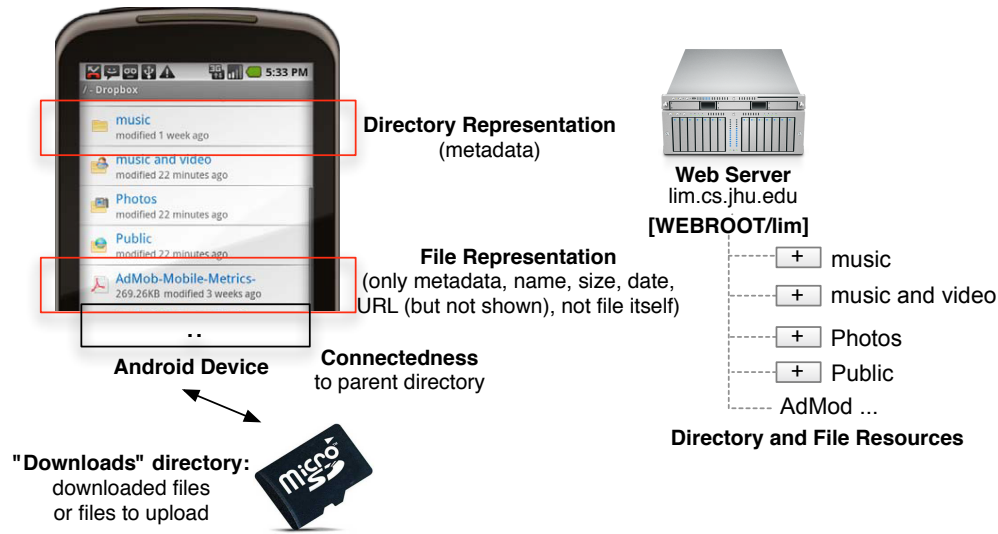 5:33 PM
/ - Dropbox
music
modified 1 week ago
music and video
modified 22 minutes ago
Photos
modified 22 minutes ago
Public
modified 22 minutes ago
AdMob-Mobile-Metrics-
269.26KB modified 3 weeks ago
..
Android Device
Directory Representation
(metadata)
File Representation
(only metadata, name, size, date,
URL (but not shown), not file itself)
Connectedness
to parent directory
"Downloads" directory:
downloaded files
or files to upload
micro
SD
Web Server
lim.cs.jhu.edu
[WEBROOT/lim]
+ music
+ music and video
+ Photos
+ Public
AdMod ...
Directory and File Resources